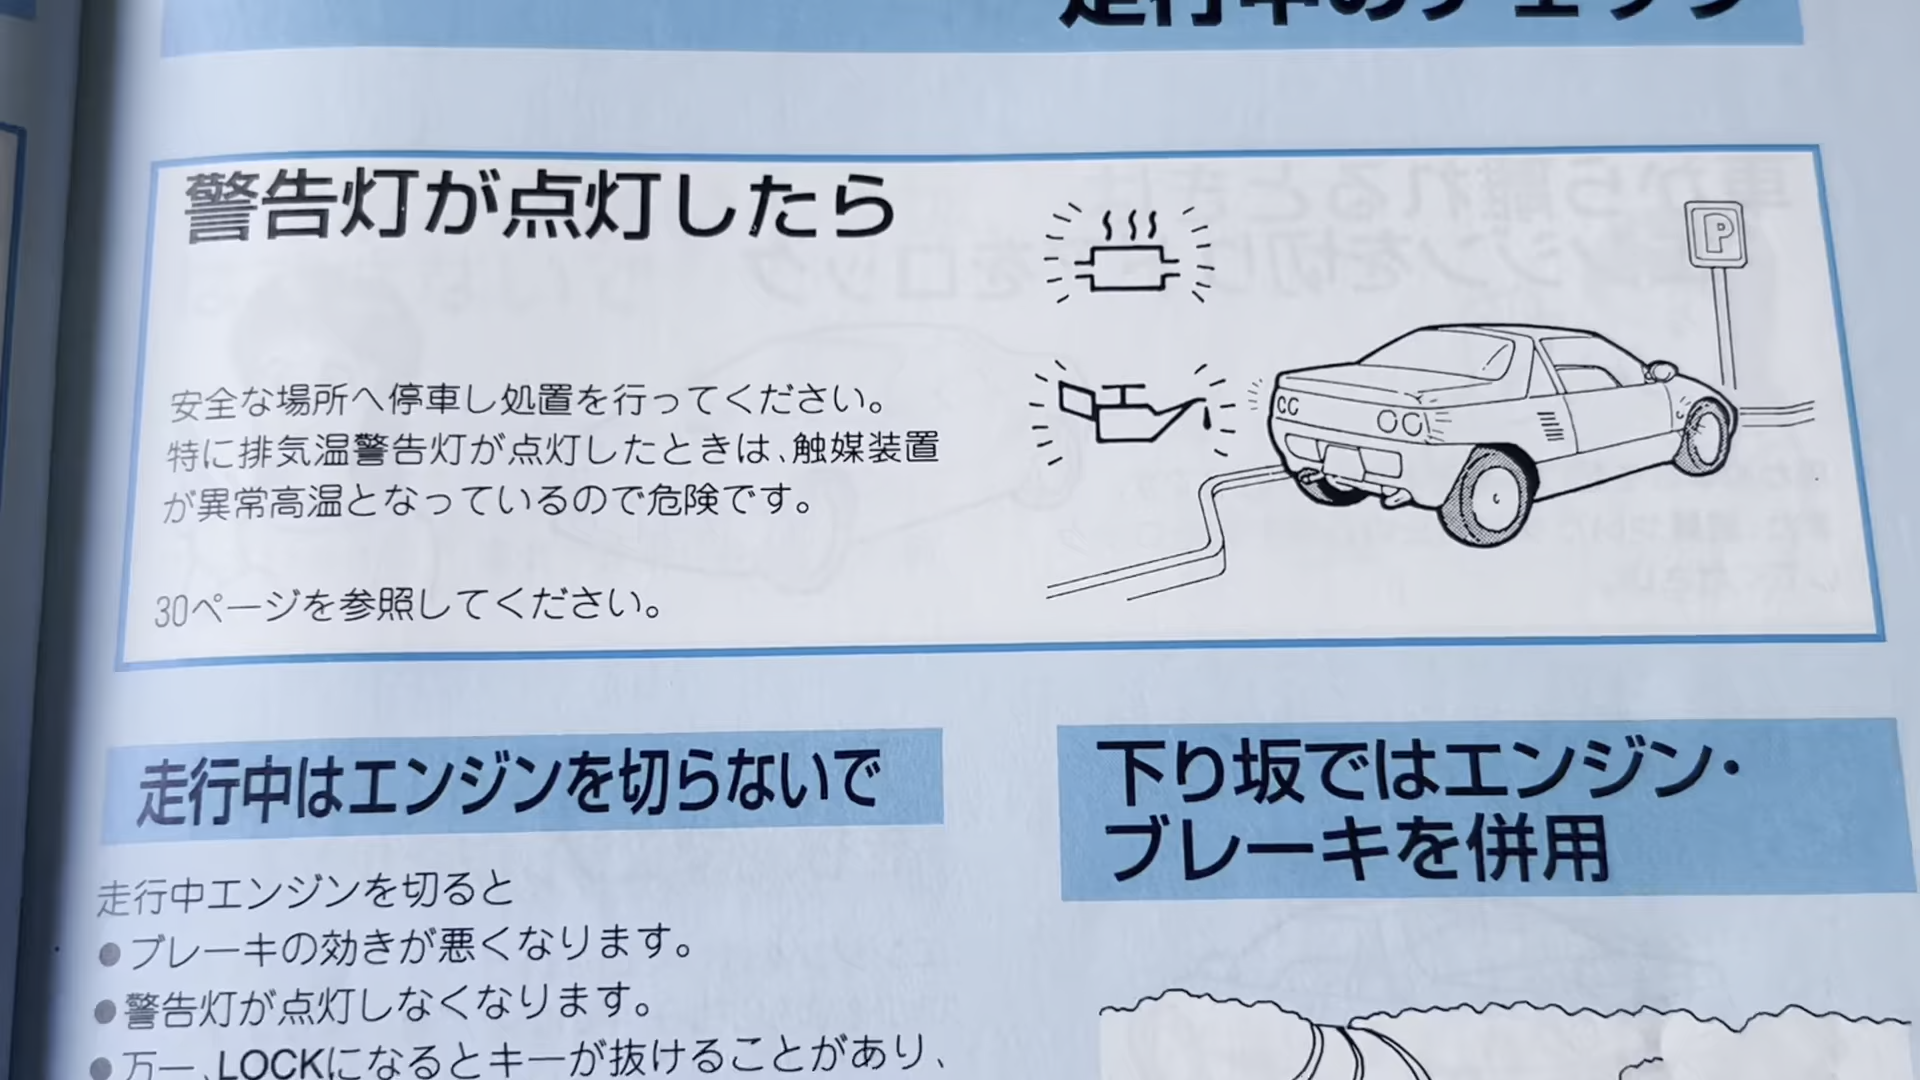 走行中のチェック
警告灯が点灯したら
P
安全な場所へ停車し処置を行ってください。
特に排気温警告灯が点灯したときは、触媒装置
が異常高温となっているので危険です。
30ページを参照してください。
走行中はエンジンを切らないで
走行中エンジンを切ると
●ブレーキの効きが悪くなります。
●警告灯が点灯しなくなります。
●万一、LOCKになるとキーが抜けることがあり、
下り坂ではエンジン・
ブレーキを併用